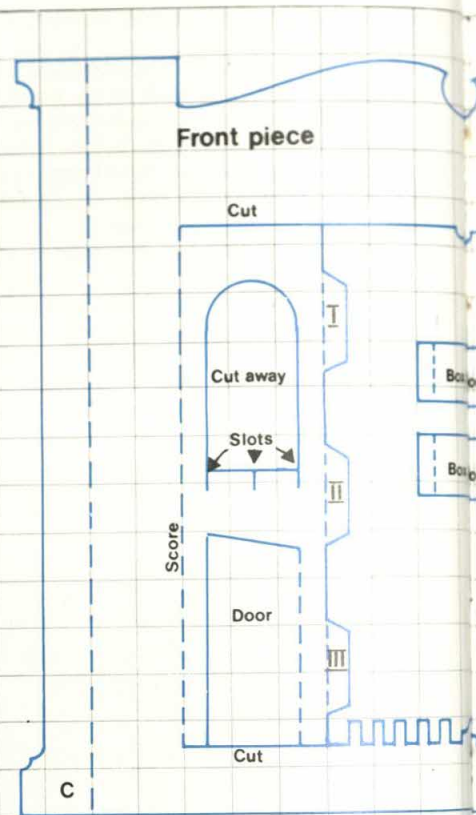 Front piece
Cut
I
Cut away
Slots
II
Score
Door
III
Cut
C